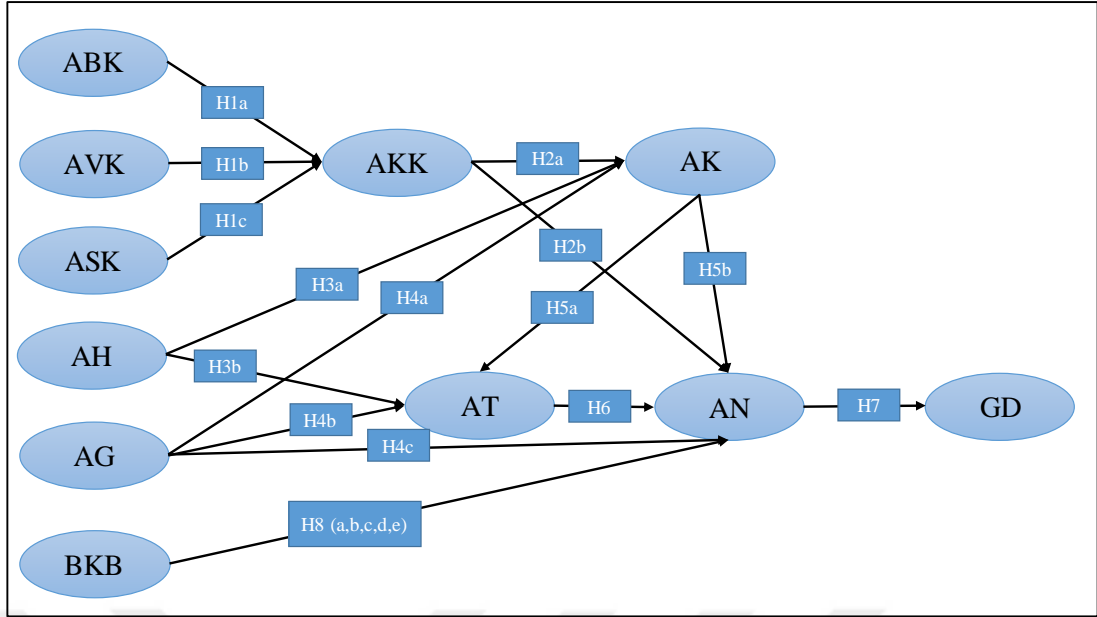 ABK
H1a
AVK
H1b
AKK
H2a
AK
H1c
ASK
H2b
H5b
H3a
H4a
H5a
AH
H3b
AT
H6
AN
H7
GD
H4b
H4c
AG
H8 (a,b,c,d,e)
BKB